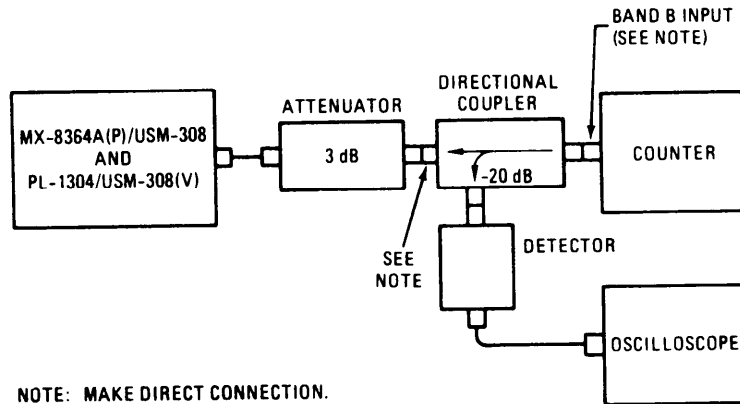 BAND B INPUT
(SEE NOTE)
DIRECTIONAL
COUPLER
ATTENUATOR
MX-8364A(P)/USM-308
AND
PL-1304/USM-308(V)
3 dB
-20 dB
COUNTER
SEE
NOTE
DETECTOR
OSCILLOSCOPE
NOTE: MAKE DIRECT CONNECTION.